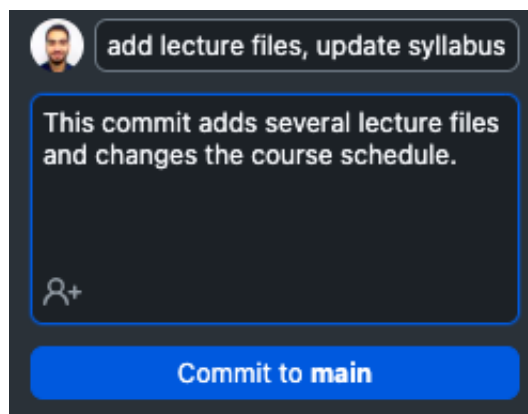 add lecture files, update syllabus
This commit adds several lecture files
and changes the course schedule.
Commit to main